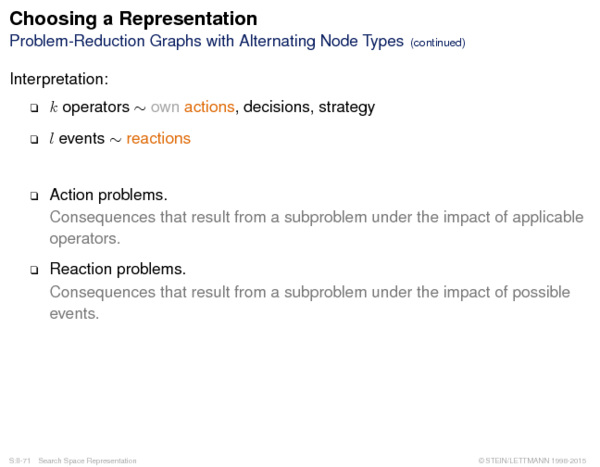 Choosing a Representation
Problem-Reduction Graphs with Alternating Node Types (continued)
Interpretation:
❑ k operators ∼ own actions, decisions, strategy
❑ l events ∼ reactions
❑ Action problems.
Consequences that result from a subproblem under the impact of applicable
operators.
❑ Reaction problems.
Consequences that result from a subproblem under the impact of possible
events.
S:II-71 Search Space Representation ©STEIN/LETTMANN 1998-2015